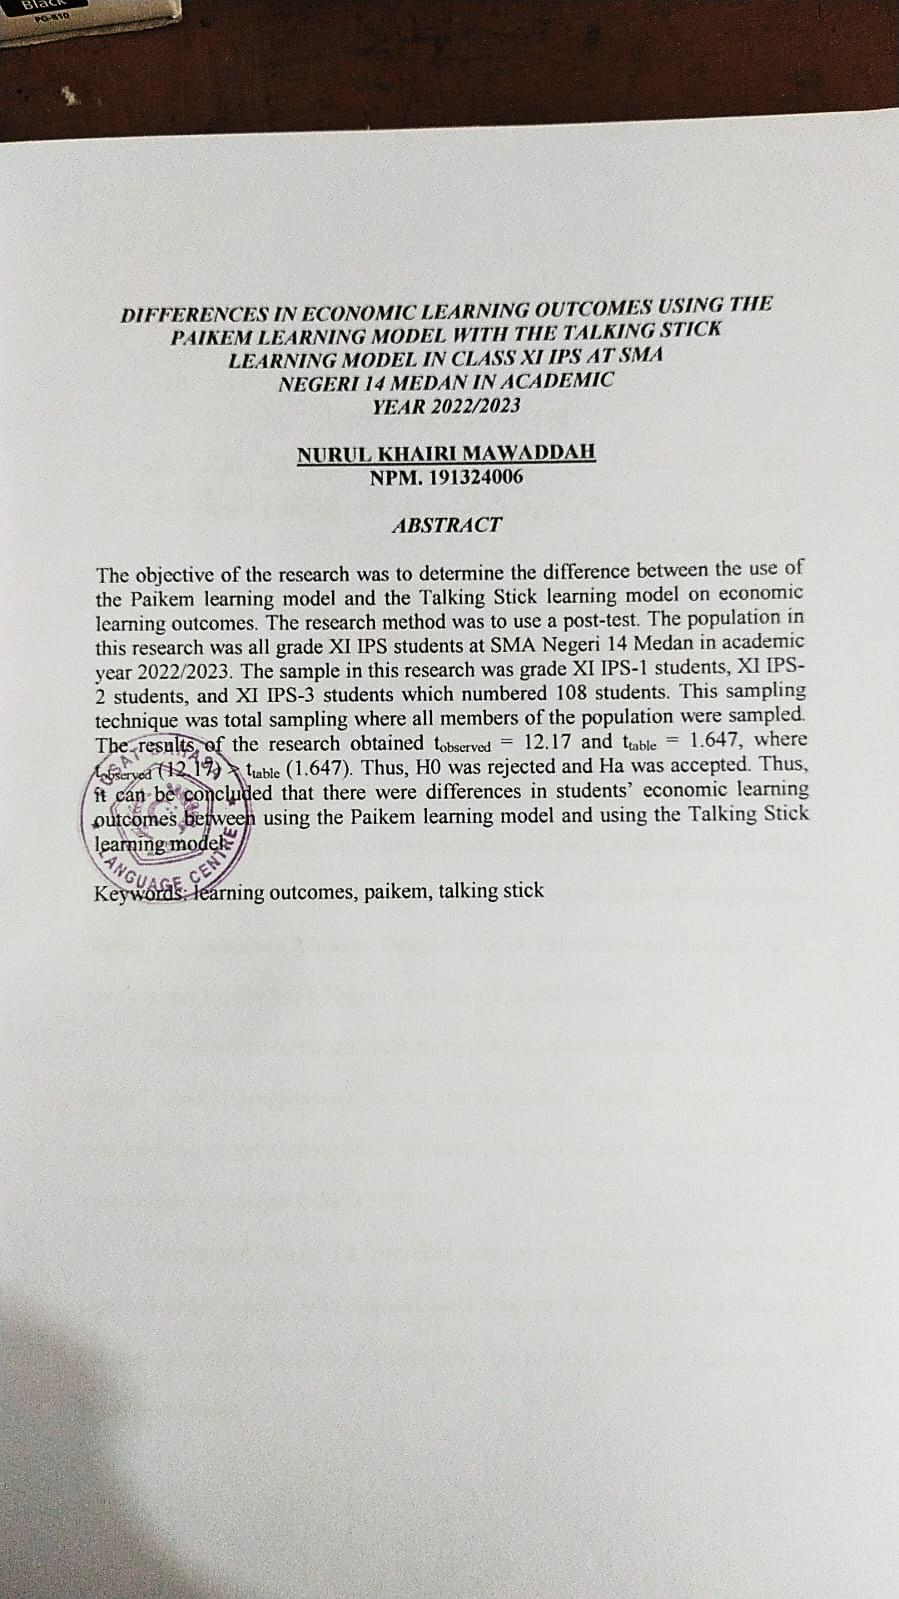 Black
PG-810
DIFFERENCES IN ECONOMIC LEARNING OUTCOMES USING THE
PAIKEM LEARNING MODEL WITH THE TALKING STICK
LEARNING MODEL IN CLASS XI IPS AT SMA
NEGERI 14 MEDAN IN ACADEMIC
YEAR 2022/2023
NURUL KHAIRI MAWADDAH
NPM. 191324006
ABSTRACT
The objective of the research was to determine the difference between the use of
the Paikem learning model and the Talking Stick learning model on economic
learning outcomes. The research method was to use a post-test. The population in
this research was all grade XI IPS students at SMA Negeri 14 Medan in academic
year 2022/2023. The sample in this research was grade XI IPS-1 students, XI IPS-
2 students, and XI IPS-3 students which numbered 108 students. This sampling
technique was total sampling where all members of the population were sampled.
The results of the research obtained tobserved = 12.17 and ttable = 1.647, where
tobserved (12.17) > ttable (1.647). Thus, H0 was rejected and Ha was accepted. Thus,
it can be concluded that there were differences in students' economic learning
outcomes between using the Paikem learning model and using the Talking Stick
learning model.
LANGUAGE CENTRE
Keywords: learning outcomes, paikem, talking stick